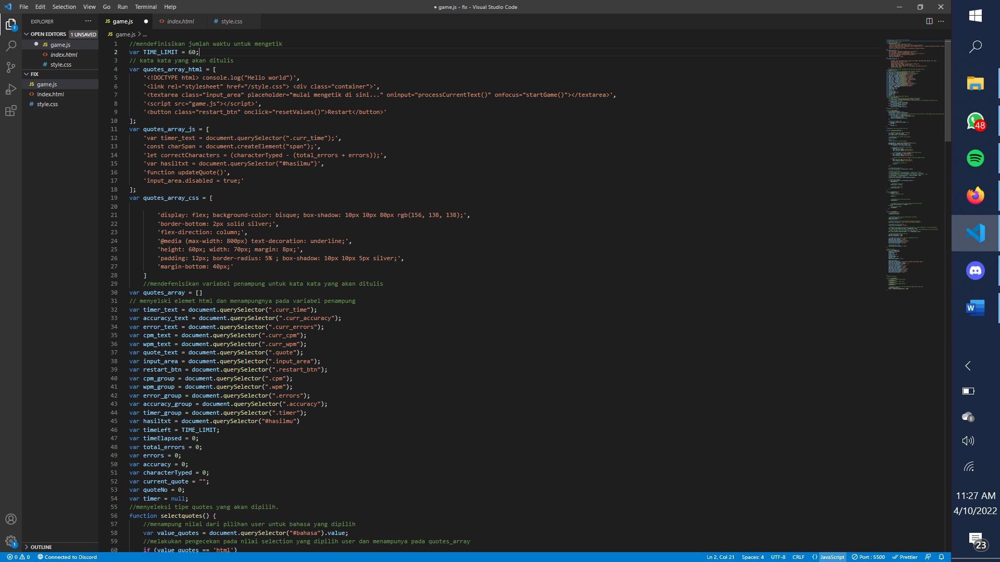 File Edit Selection View Go Run Terminal Help
● game.js - fix - Visual Studio Code
EXPLORER
OPEN EDITORS 1 UNSAVED
JS game.js
<> index.html
# style.css
FIX
JS game.js
<> index.html
# style.css
OUTLINE
JS game.js ● <> index.html # style.css
JS game.js > ...
1 //mendefinisikan jumlah waktu untuk mengetik
2 var TIME_LIMIT = 60;
3 // kata kata yang akan ditulis
4 var quotes_array_html = [
5 '<!DOCTYPE html> console.log("Hello world")',
6 '<link rel="stylesheet" href="/style.css"> <div class="container">',
7 '<textarea class="input_area" placeholder="mulai mengetik di sini..." oninput="processCurrentText()" onfocus="startGame()"></textarea>',
8 '<script src="game.js"></script>',
9 '<button class="restart_btn" onclick="resetValues()">Restart</button>'
10 ];
11 var quotes_array_js = [
12 'var timer_text = document.querySelector(".curr_time");',
13 'const charSpan = document.createElement("span");',
14 'let correctCharacters = (characterTyped - (total_errors + errors));',
15 'var hasiltxt = document.querySelector("#hasilmu")',
16 'function updateQuote()',
17 'input_area.disabled = true;'
18 ];
19 var quotes_array_css = [
20
21 'display: flex; background-color: bisque; box-shadow: 10px 10px 80px rgb(156, 138, 138);',
22 'border-bottom: 2px solid silver;',
23 'flex-direction: column;',
24 '@media (max-width: 800px) text-decoration: underline;',
25 'height: 60px; width: 70px; margin: 8px;',
26 'padding: 12px; border-radius: 5% ; box-shadow: 10px 10px 5px silver;',
27 'margin-bottom: 40px;'
28 ]
29 //mendefenisikan variabel penampung untuk kata kata yang akan ditulis
30 var quotes_array = []
31 // menyelski elemet html dan menampungnya pada variabel penampung
32 var timer_text = document.querySelector(".curr_time");
33 var accuracy_text = document.querySelector(".curr_accuracy");
34 var error_text = document.querySelector(".curr_errors");
35 var cpm_text = document.querySelector(".curr_cpm");
36 var wpm_text = document.querySelector(".curr_wpm");
37 var quote_text = document.querySelector(".quote");
38 var input_area = document.querySelector(".input_area");
39 var restart_btn = document.querySelector(".restart_btn");
40 var cpm_group = document.querySelector(".cpm");
41 var wpm_group = document.querySelector(".wpm");
42 var error_group = document.querySelector(".errors");
43 var accuracy_group = document.querySelector(".accuracy");
44 var timer_group = document.querySelector(".timer");
45 var hasiltxt = document.querySelector("#hasilmu")
46 var timeLeft = TIME_LIMIT;
47 var timeElapsed = 0;
48 var total_errors = 0;
49 var errors = 0;
50 var accuracy = 0;
51 var characterTyped = 0;
52 var current_quote = "";
53 var quoteNo = 0;
54 var timer = null;
55 //menyeleksi tipe quotes yang akan dipilih.
56 function selectquotes() {
57 //menampung nilai dari pilihan user untuk bahasa yang dipilih
58 var value_quotes = document.querySelector("#bahasa").value;
59 //melakukan pengecekan pada nilai selection yang dipilih user dan menampunya pada quotes_array
60 if (value_quotes == 'html')
0 0 Connected to Discord
Ln 2, Col 21 Spaces: 4 UTF-8 CRLF {} JavaScript Port : 5500 Prettier
48
W
11:27 AM
4/10/2022
23
1
1